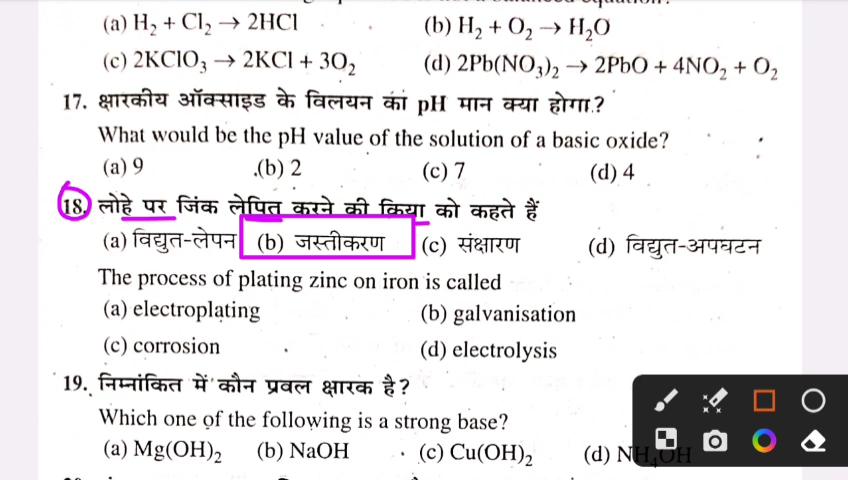 (a) H₂ + Cl₂ → 2HCl (b) H₂ + O₂ → H₂O
(c) 2KClO₃ → 2KCl + 3O₂ (d) 2Pb(NO₃)₂ → 2PbO + 4NO₂ + O₂
17. क्षारकीय ऑक्साइड के विलयन का pH मान क्या होगा?
What would be the pH value of the solution of a basic oxide?
(a) 9 (b) 2 (c) 7 (d) 4
18. लोहे पर जिंक लेपित करने की क्रिया को कहते हैं
(a) विद्युत-लेपन (b) जस्तीकरण (c) संक्षारण (d) विद्युत-अपघटन
The process of plating zinc on iron is called
(a) electroplating (b) galvanisation
(c) corrosion (d) electrolysis
19. निम्नांकित में कौन प्रवल क्षारक है?
Which one of the following is a strong base?
(a) Mg(OH)₂ (b) NaOH (c) Cu(OH)₂ (d) NH₄OH